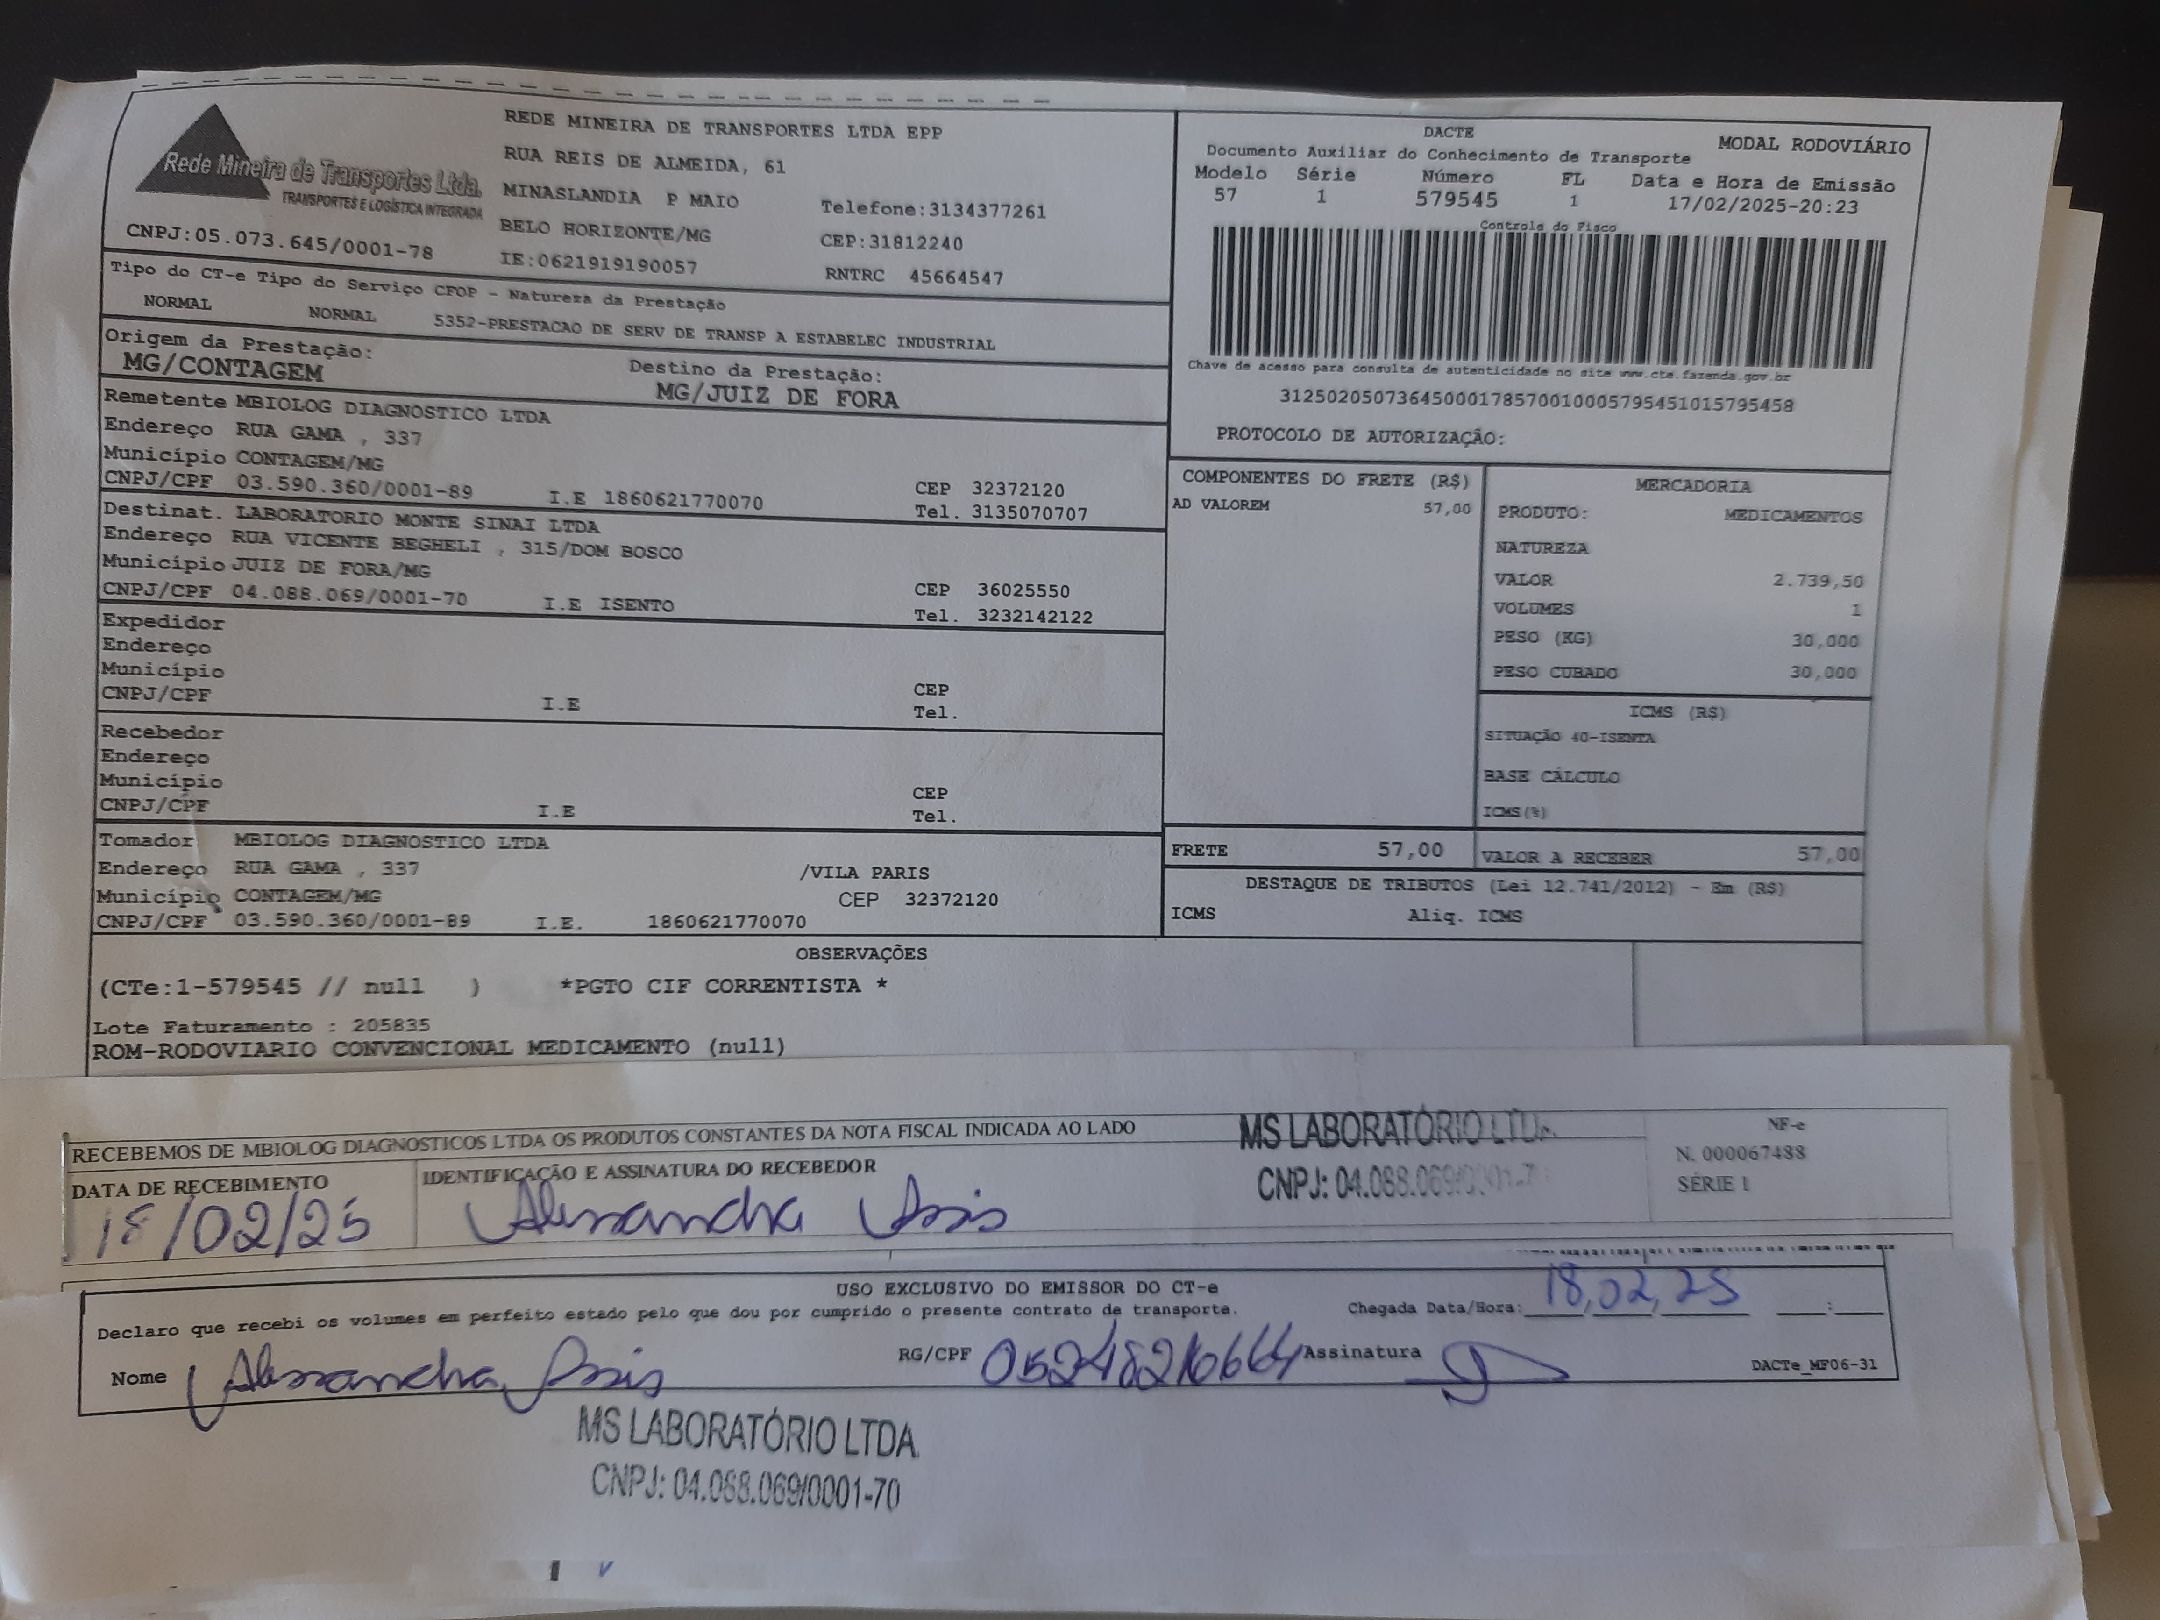 Rede Mineira de Transportes Ltda.
TRANSPORTES E LOGÍSTICA INTEGRADA
CNPJ:05.073.645/0001-78
REDE MINEIRA DE TRANSPORTES LTDA EPP
RUA REIS DE ALMEIDA, 61
MINASLANDIA P MAIO Telefone:3134377261
BELO HORIZONTE/MG CEP:31812240
IE:0621919190057 RNTRC 45664547
DACTE MODAL RODOVIÁRIO
Documento Auxiliar do Conhecimento de Transporte
Modelo Série Número FL Data e Hora de Emissão
57 1 579545 1 17/02/2025-20:23
Controle do Fisco
Chave de acesso para consulta de autenticidade no site www.cte.fazenda.gov.br
31250205073645000178570010005795451015795458
PROTOCOLO DE AUTORIZAÇÃO:
Tipo do CT-e Tipo do Serviço CFOP - Natureza da Prestação
NORMAL NORMAL 5352-PRESTACAO DE SERV DE TRANSP A ESTABELEC INDUSTRIAL
Origem da Prestação: Destino da Prestação:
MG/CONTAGEM MG/JUIZ DE FORA
Remetente MBIOLOG DIAGNOSTICO LTDA
Endereço RUA GAMA , 337
Município CONTAGEM/MG CEP 32372120
CNPJ/CPF 03.590.360/0001-89 I.E 1860621770070 Tel. 3135070707
Destinat. LABORATORIO MONTE SINAI LTDA
Endereço RUA VICENTE BEGHELI , 315/DOM BOSCO
Município JUIZ DE FORA/MG CEP 36025550
CNPJ/CPF 04.088.069/0001-70 I.E ISENTO Tel. 3232142122
Expedidor
Endereço
Município CEP
CNPJ/CPF I.E Tel.
Recebedor
Endereço
Município CEP
CNPJ/CPF I.E Tel.
Tomador MBIOLOG DIAGNOSTICO LTDA
Endereço RUA GAMA , 337 /VILA PARIS
Município CONTAGEM/MG CEP 32372120
CNPJ/CPF 03.590.360/0001-89 I.E. 1860621770070
COMPONENTES DO FRETE (R$)
AD VALOREM 57,00
MERCADORIA
PRODUTO: MEDICAMENTOS
NATUREZA
VALOR 2.739,50
VOLUMES 1
PESO (KG) 30,000
PESO CUBADO 30,000
ICMS (R$)
SITUAÇÃO 40-ISENTA
BASE CÁLCULO
ICMS(%)
FRETE 57,00 VALOR A RECEBER 57,00
DESTAQUE DE TRIBUTOS (Lei 12.741/2012) - Em (R$)
ICMS Aliq. ICMS
OBSERVAÇÕES
(CTe:1-579545 // null ) *PGTO CIF CORRENTISTA *
Lote Faturamento : 205835
ROM-RODOVIARIO CONVENCIONAL MEDICAMENTO (null)
RECEBEMOS DE MBIOLOG DIAGNOSTICOS LTDA OS PRODUTOS CONSTANTES DA NOTA FISCAL INDICADA AO LADO
DATA DE RECEBIMENTO IDENTIFICAÇÃO E ASSINATURA DO RECEBEDOR
18/02/25 Alessandra Assis
MS LABORATÓRIO LTDA.
CNPJ: 04.088.069/0001-7
NF-e
N. 000067488
SÉRIE 1
USO EXCLUSIVO DO EMISSOR DO CT-e
Declaro que recebi os volumes em perfeito estado pelo que dou por cumprido o presente contrato de transporte. Chegada Data/Hora: 18,02,25 :
Nome Alessandra Assis RG/CPF 05248216664 Assinatura DACTe_MF06-31
MS LABORATÓRIO LTDA.
CNPJ: 04.088.069/0001-70